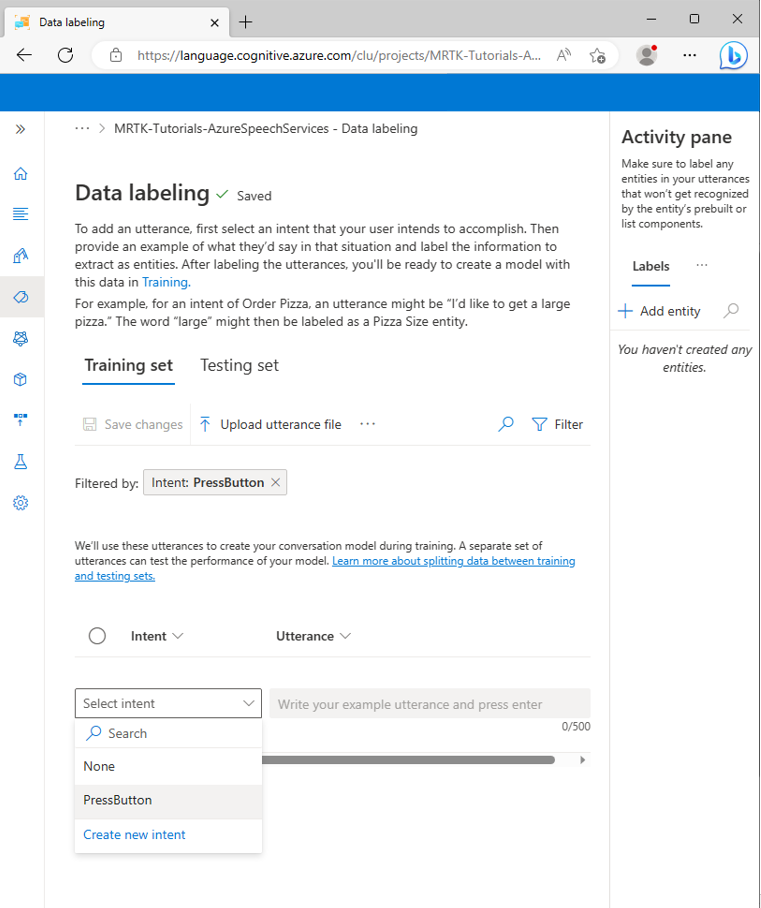 Data labeling
https://language.cognitive.azure.com/clu/projects/MRTK-Tutorials-A...
··· > MRTK-Tutorials-AzureSpeechServices - Data labeling
Data labeling
Saved
To add an utterance, first select an intent that your user intends to accomplish. Then
provide an example of what they’d say in that situation and label the information to
extract as entities. After labeling the utterances, you'll be ready to create a model with
this data in Training.
For example, for an intent of Order Pizza, an utterance might be “I’d like to get a large
pizza.” The word “large” might then be labeled as a Pizza Size entity.
Training set
Testing set
Save changes
Upload utterance file
···
Filter
Filtered by:
Intent: PressButton
We’ll use these utterances to create your conversation model during training. A separate set of
utterances can test the performance of your model. Learn more about splitting data between training
and testing sets.
Intent
Utterance
Select intent
Write your example utterance and press enter
0/500
Search
None
PressButton
Create new intent
Activity pane
Make sure to label any
entities in your utterances
that won’t get recognized
by the entity’s prebuilt or
list components.
Labels
···
Add entity
You haven't created any
entities.